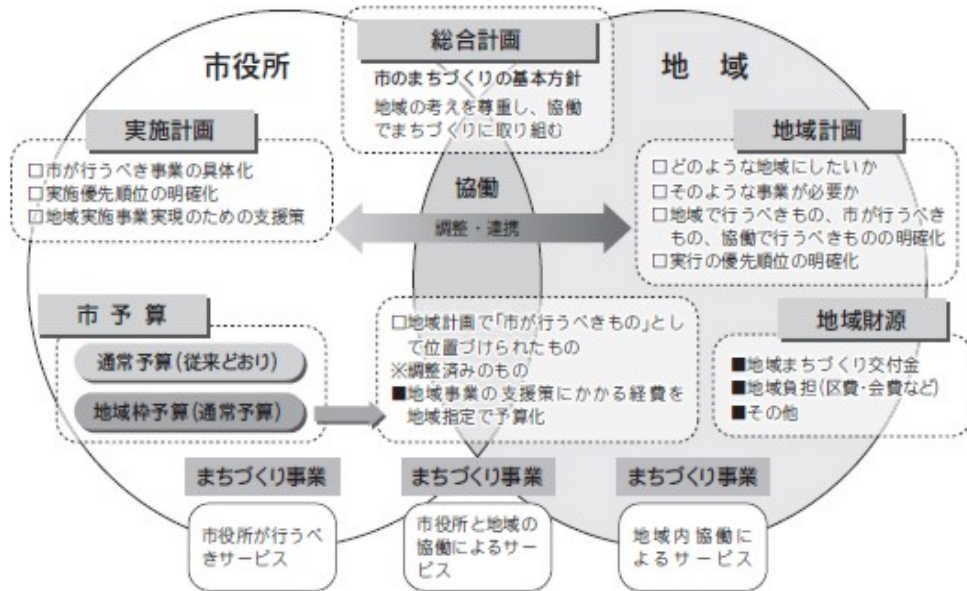 総合計画
市のまちづくりの基本方針
地域の考えを尊重し、協働
でまちづくりに取り組む
市役所
地 域
実施計画
□市が行うべき事業の具体化
□実施優先順位の明確化
□地域実施事業実現のための支援策
協働
調整・連携
地域計画
□どのような地域にしたいか
□そのような事業が必要か
□地域で行うべきもの、市が行うべき
もの、協働で行うべきものの明確化
□実行の優先順位の明確化
市 予 算
通常予算(従来どおり)
地域枠予算(通常予算)
□地域計画で「市が行うべきもの」とし
て位置づけられたもの
※調整済みのもの
■地域事業の支援策にかかる経費を
地域指定で予算化
地域財源
■地域まちづくり交付金
■地域負担(区費・会費など)
■その他
まちづくり事業
市役所が行うべ
きサービス
まちづくり事業
市役所と地域の
協働によるサー
ビス
まちづくり事業
地域内協働に
よるサービス